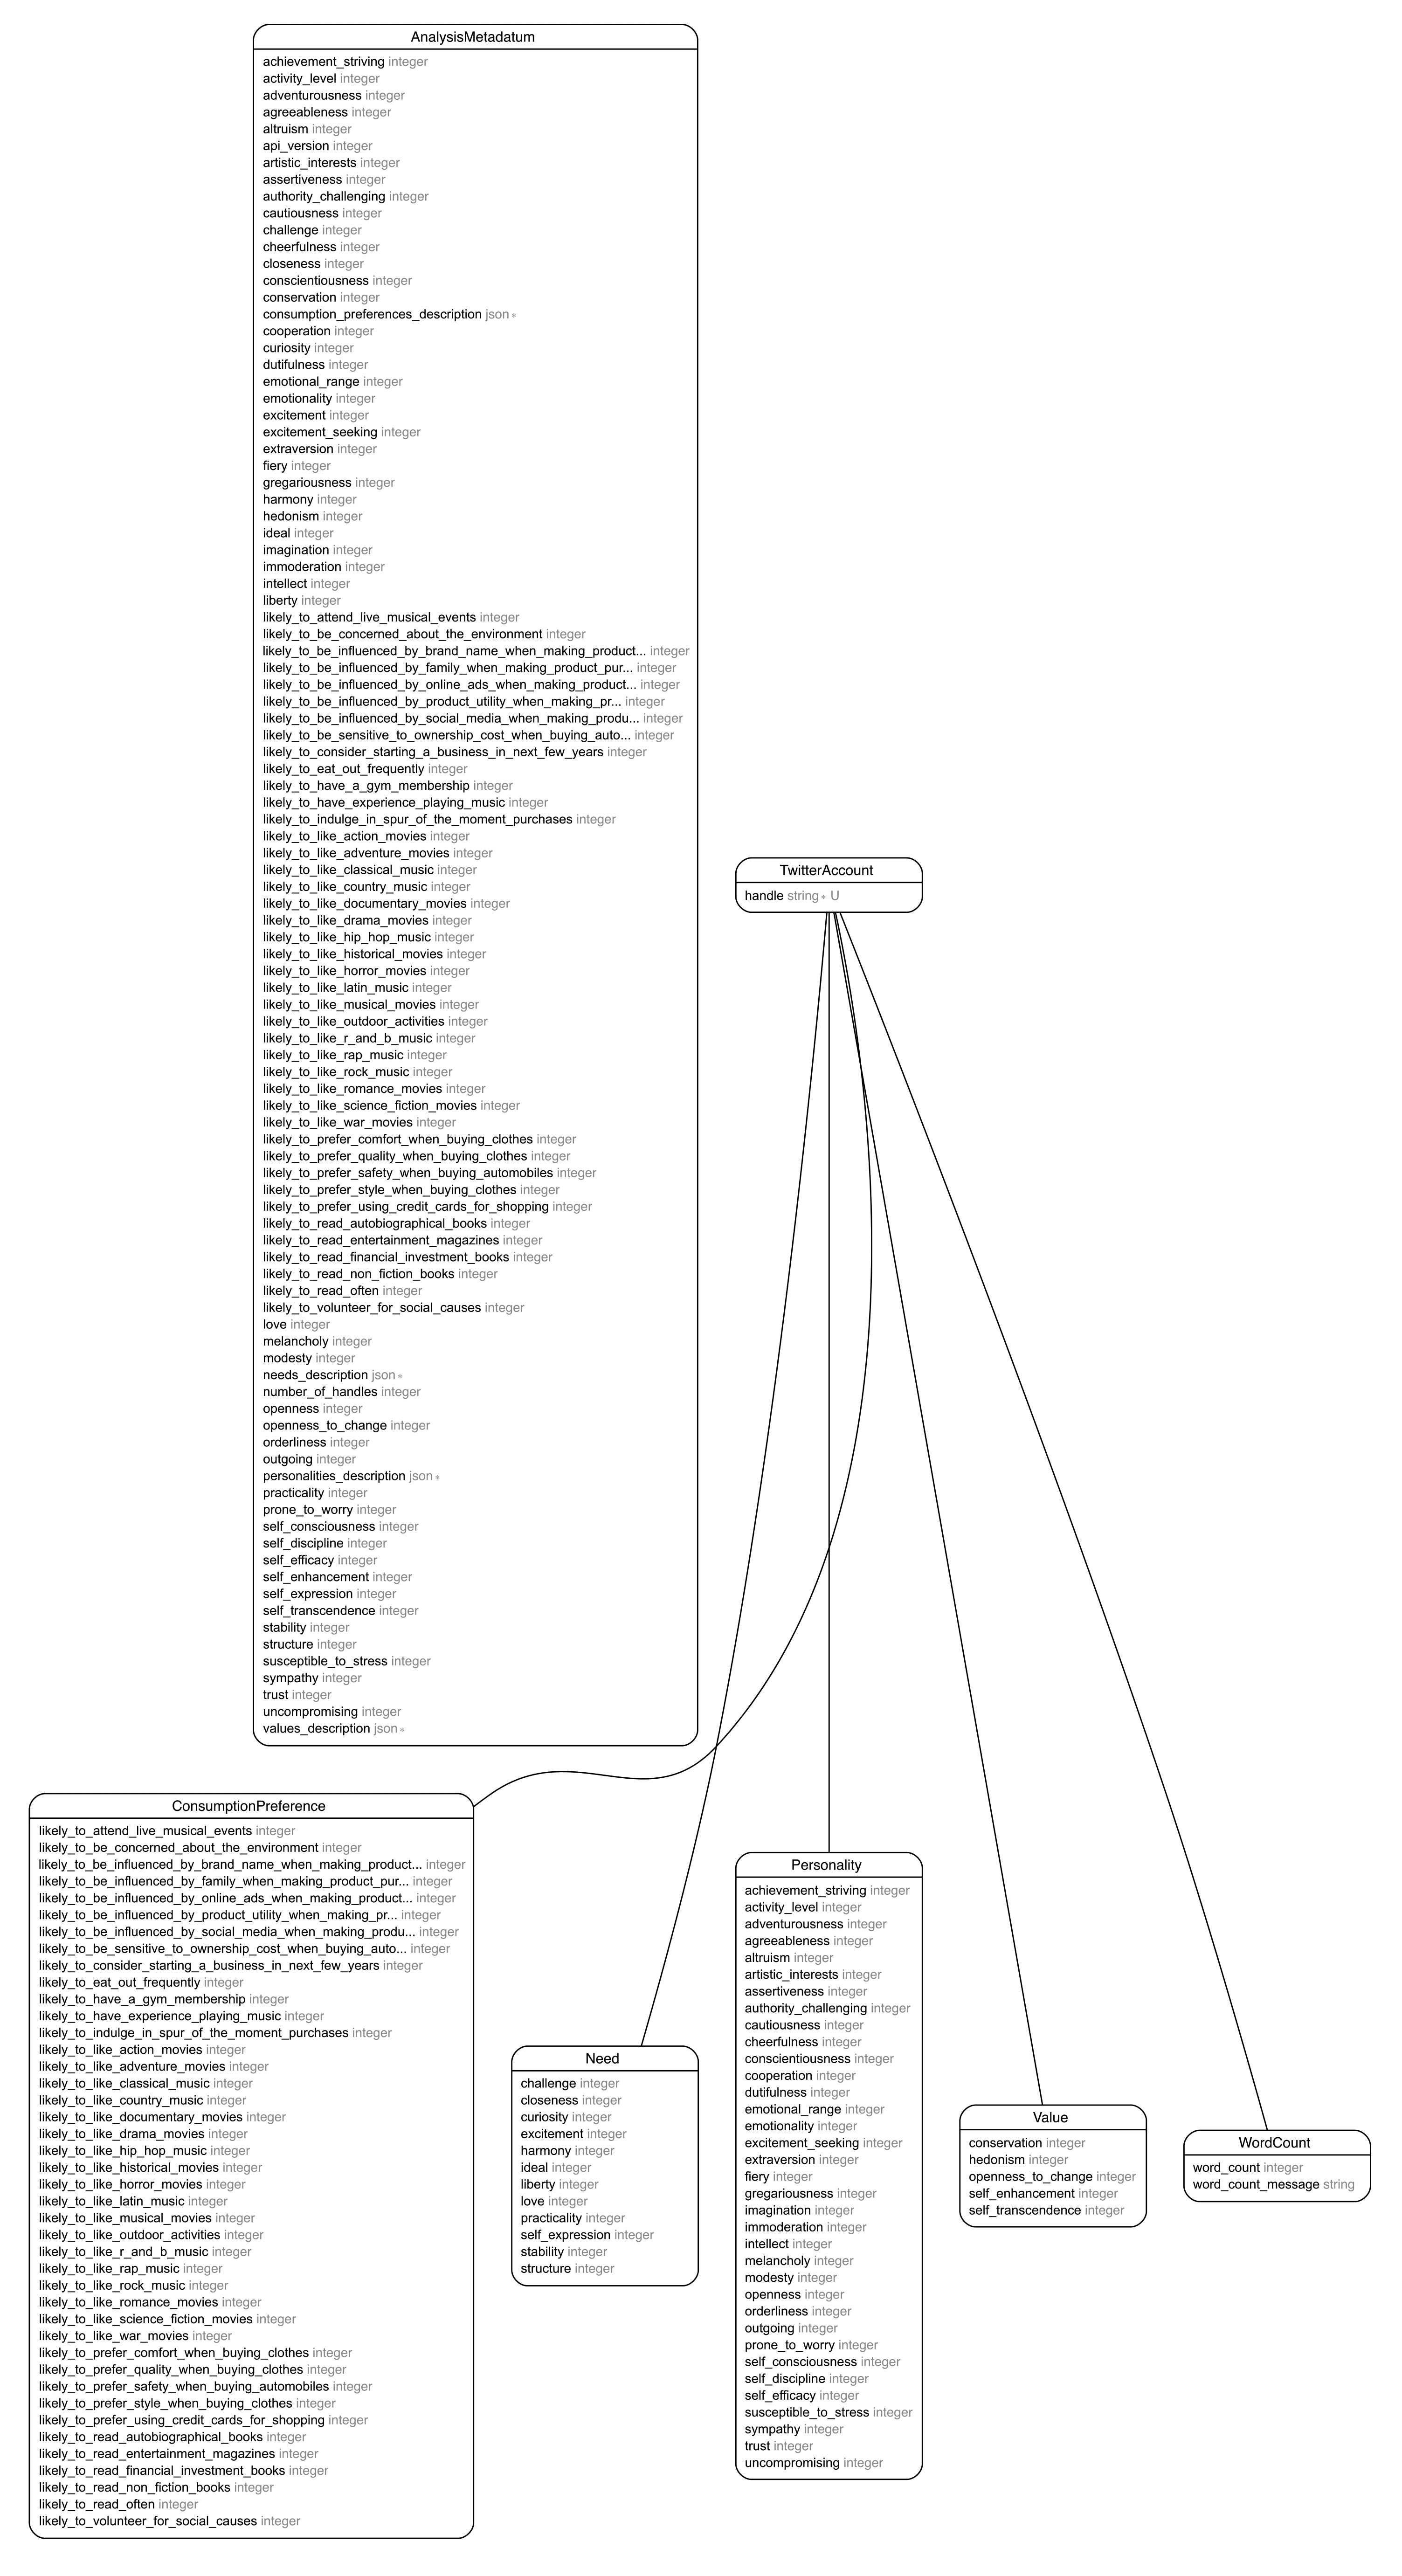 AnalysisMetadatum
achievement_striving integer
activity_level integer
adventurousness integer
agreeableness integer
altruism integer
api_version integer
artistic_interests integer
assertiveness integer
authority_challenging integer
cautiousness integer
challenge integer
cheerfulness integer
closeness integer
conscientiousness integer
conservation integer
consumption_preferences_description json *
cooperation integer
curiosity integer
dutifulness integer
emotional_range integer
emotionality integer
excitement integer
excitement_seeking integer
extraversion integer
fiery integer
gregariousness integer
harmony integer
hedonism integer
ideal integer
imagination integer
immoderation integer
intellect integer
liberty integer
likely_to_attend_live_musical_events integer
likely_to_be_concerned_about_the_environment integer
likely_to_be_influenced_by_brand_name_when_making_product... integer
likely_to_be_influenced_by_family_when_making_product_pur... integer
likely_to_be_influenced_by_online_ads_when_making_product... integer
likely_to_be_influenced_by_product_utility_when_making_pr... integer
likely_to_be_influenced_by_social_media_when_making_produ... integer
likely_to_be_sensitive_to_ownership_cost_when_buying_auto... integer
likely_to_consider_starting_a_business_in_next_few_years integer
likely_to_eat_out_frequently integer
likely_to_have_a_gym_membership integer
likely_to_have_experience_playing_music integer
likely_to_indulge_in_spur_of_the_moment_purchases integer
likely_to_like_action_movies integer
likely_to_like_adventure_movies integer
likely_to_like_classical_music integer
likely_to_like_country_music integer
likely_to_like_documentary_movies integer
likely_to_like_drama_movies integer
likely_to_like_hip_hop_music integer
likely_to_like_historical_movies integer
likely_to_like_horror_movies integer
likely_to_like_latin_music integer
likely_to_like_musical_movies integer
likely_to_like_outdoor_activities integer
likely_to_like_r_and_b_music integer
likely_to_like_rap_music integer
likely_to_like_rock_music integer
likely_to_like_romance_movies integer
likely_to_like_science_fiction_movies integer
likely_to_like_war_movies integer
likely_to_prefer_comfort_when_buying_clothes integer
likely_to_prefer_quality_when_buying_clothes integer
likely_to_prefer_safety_when_buying_automobiles integer
likely_to_prefer_style_when_buying_clothes integer
likely_to_prefer_using_credit_cards_for_shopping integer
likely_to_read_autobiographical_books integer
likely_to_read_entertainment_magazines integer
likely_to_read_financial_investment_books integer
likely_to_read_non_fiction_books integer
likely_to_read_often integer
likely_to_volunteer_for_social_causes integer
love integer
melancholy integer
modesty integer
needs_description json *
number_of_handles integer
openness integer
openness_to_change integer
orderliness integer
outgoing integer
personalities_description json *
practicality integer
prone_to_worry integer
self_consciousness integer
self_discipline integer
self_efficacy integer
self_enhancement integer
self_expression integer
self_transcendence integer
stability integer
structure integer
susceptible_to_stress integer
sympathy integer
trust integer
uncompromising integer
values_description json *
TwitterAccount
handle string * U
ConsumptionPreference
likely_to_attend_live_musical_events integer
likely_to_be_concerned_about_the_environment integer
likely_to_be_influenced_by_brand_name_when_making_product... integer
likely_to_be_influenced_by_family_when_making_product_pur... integer
likely_to_be_influenced_by_online_ads_when_making_product... integer
likely_to_be_influenced_by_product_utility_when_making_pr... integer
likely_to_be_influenced_by_social_media_when_making_produ... integer
likely_to_be_sensitive_to_ownership_cost_when_buying_auto... integer
likely_to_consider_starting_a_business_in_next_few_years integer
likely_to_eat_out_frequently integer
likely_to_have_a_gym_membership integer
likely_to_have_experience_playing_music integer
likely_to_indulge_in_spur_of_the_moment_purchases integer
likely_to_like_action_movies integer
likely_to_like_adventure_movies integer
likely_to_like_classical_music integer
likely_to_like_country_music integer
likely_to_like_documentary_movies integer
likely_to_like_drama_movies integer
likely_to_like_hip_hop_music integer
likely_to_like_historical_movies integer
likely_to_like_horror_movies integer
likely_to_like_latin_music integer
likely_to_like_musical_movies integer
likely_to_like_outdoor_activities integer
likely_to_like_r_and_b_music integer
likely_to_like_rap_music integer
likely_to_like_rock_music integer
likely_to_like_romance_movies integer
likely_to_like_science_fiction_movies integer
likely_to_like_war_movies integer
likely_to_prefer_comfort_when_buying_clothes integer
likely_to_prefer_quality_when_buying_clothes integer
likely_to_prefer_safety_when_buying_automobiles integer
likely_to_prefer_style_when_buying_clothes integer
likely_to_prefer_using_credit_cards_for_shopping integer
likely_to_read_autobiographical_books integer
likely_to_read_entertainment_magazines integer
likely_to_read_financial_investment_books integer
likely_to_read_non_fiction_books integer
likely_to_read_often integer
likely_to_volunteer_for_social_causes integer
Need
challenge integer
closeness integer
curiosity integer
excitement integer
harmony integer
ideal integer
liberty integer
love integer
practicality integer
self_expression integer
stability integer
structure integer
Personality
achievement_striving integer
activity_level integer
adventurousness integer
agreeableness integer
altruism integer
artistic_interests integer
assertiveness integer
authority_challenging integer
cautiousness integer
cheerfulness integer
conscientiousness integer
cooperation integer
dutifulness integer
emotional_range integer
emotionality integer
excitement_seeking integer
extraversion integer
fiery integer
gregariousness integer
imagination integer
immoderation integer
intellect integer
melancholy integer
modesty integer
openness integer
orderliness integer
outgoing integer
prone_to_worry integer
self_consciousness integer
self_discipline integer
self_efficacy integer
susceptible_to_stress integer
sympathy integer
trust integer
uncompromising integer
Value
conservation integer
hedonism integer
openness_to_change integer
self_enhancement integer
self_transcendence integer
WordCount
word_count integer
word_count_message string